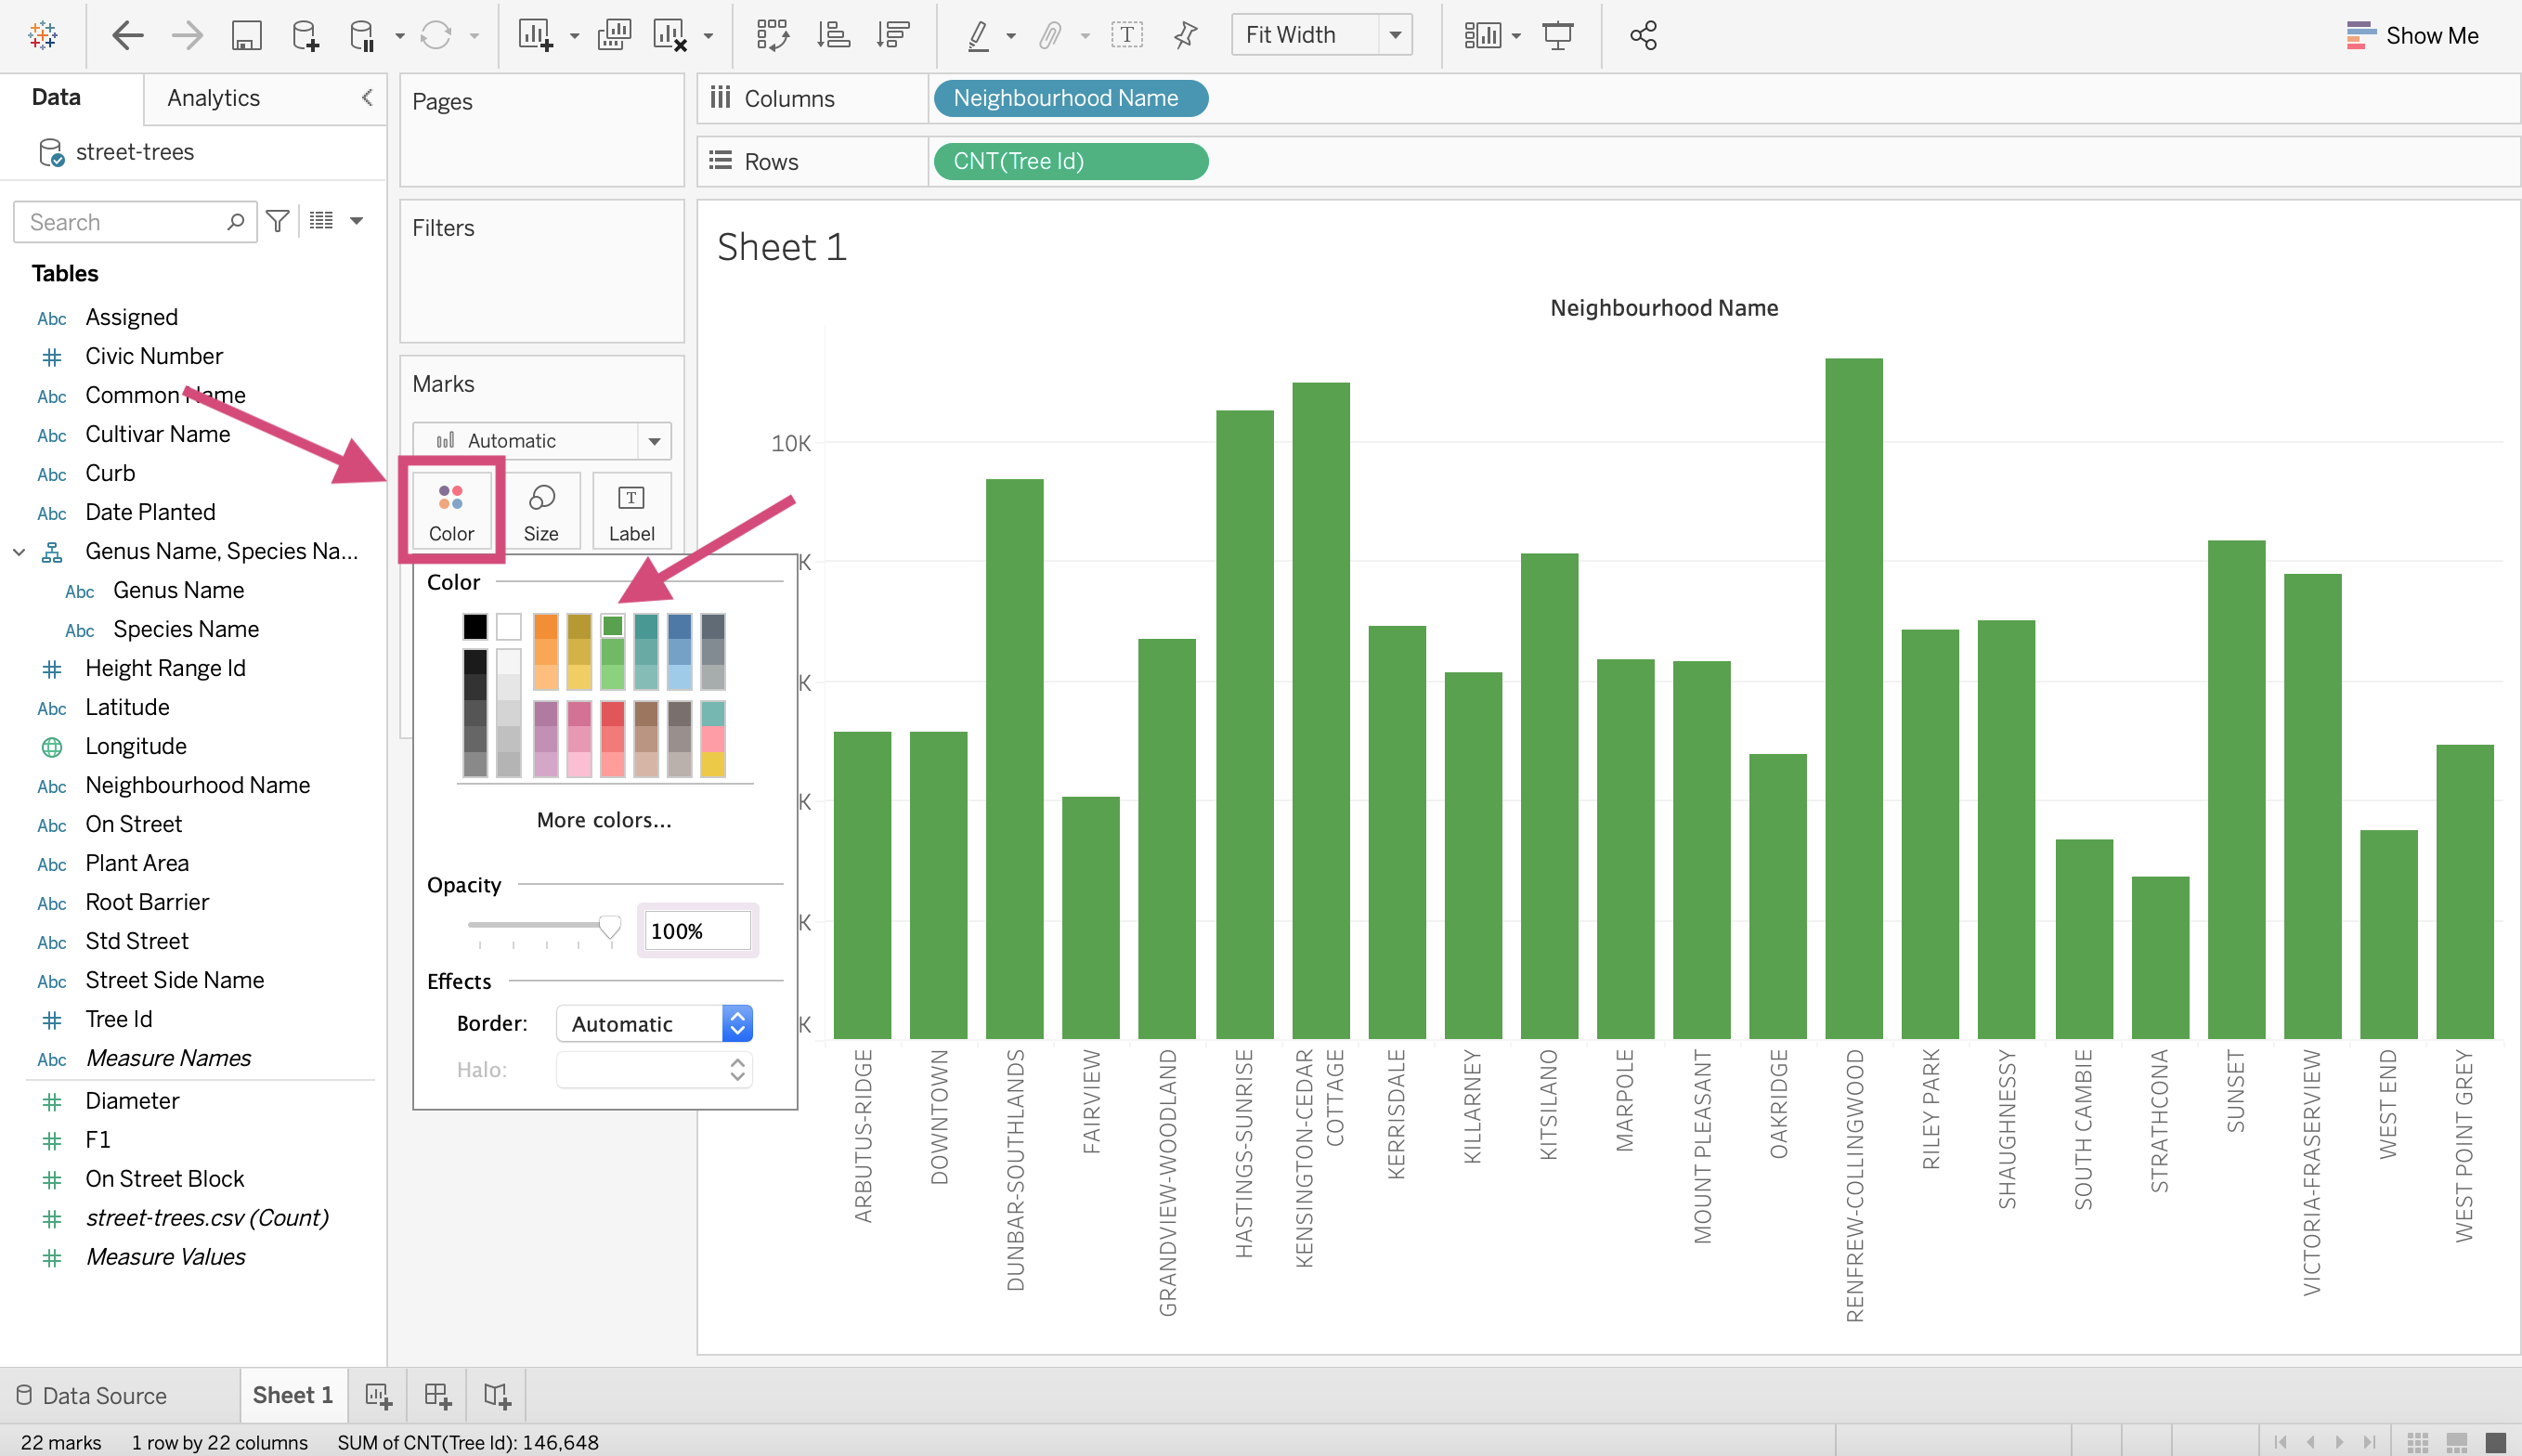 Fit Width
Show Me
Data
Analytics
street-trees
Search
Tables
Abc Assigned
Civic Number
Abc Common Name
Abc Cultivar Name
Abc Curb
Abc Date Planted
Genus Name, Species Na...
Abc Genus Name
Abc Species Name
Height Range Id
Abc Latitude
Longitude
Abc Neighbourhood Name
Abc On Street
Abc Plant Area
Abc Root Barrier
Abc Std Street
Abc Street Side Name
Tree Id
Abc Measure Names
Diameter
F1
On Street Block
street-trees.csv (Count)
Measure Values
Pages
Filters
Marks
Automatic
Color
Size
Label
Color
More colors...
Opacity
100%
Effects
Border: Automatic
Halo:
Columns
Neighbourhood Name
Rows
CNT(Tree Id)
Sheet 1
Neighbourhood Name
10K
K
K
K
K
K
ARBUTUS-RIDGE
DOWNTOWN
DUNBAR-SOUTHLANDS
FAIRVIEW
GRANDVIEW-WOODLAND
HASTINGS-SUNRISE
KENSINGTON-CEDAR
COTTAGE
KERRISDALE
KILLARNEY
KITSILANO
MARPOLE
MOUNT PLEASANT
OAKRIDGE
RENFREW-COLLINGWOOD
RILEY PARK
SHAUGHNESSY
SOUTH CAMBIE
STRATHCONA
SUNSET
VICTORIA-FRASERVIEW
WEST END
WEST POINT GREY
Data Source
Sheet 1
22 marks 1 row by 22 columns SUM of CNT(Tree Id): 146,648